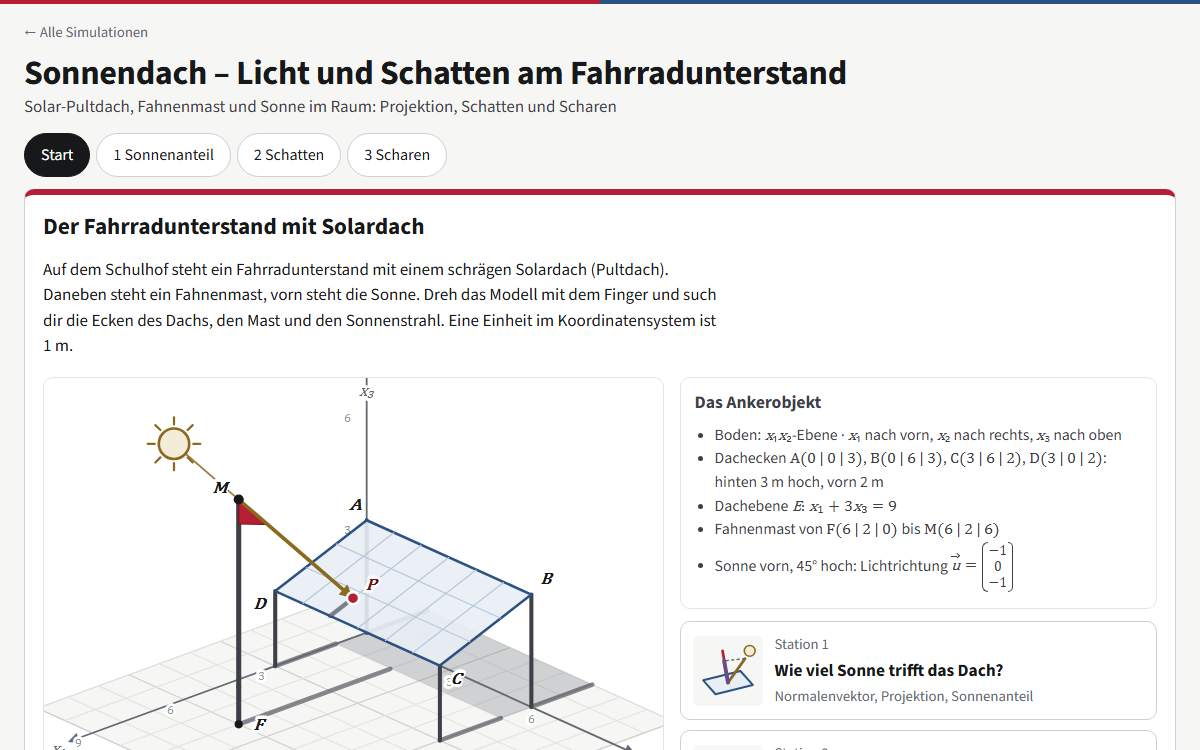 ← Alle Simulationen
Sonnendach – Licht und Schatten am Fahrradunterstand
Solar-Pultdach, Fahnenmast und Sonne im Raum: Projektion, Schatten und Scharen
Start
1 Sonnenanteil
2 Schatten
3 Scharen
Der Fahrradunterstand mit Solardach
Auf dem Schulhof steht ein Fahrradunterstand mit einem schrägen Solardach (Pultdach).
Daneben steht ein Fahnenmast, vorn steht die Sonne. Dreh das Modell mit dem Finger und such
dir die Ecken des Dachs, den Mast und den Sonnenstrahl. Eine Einheit im Koordinatensystem ist
1 m.
x₃
6
M
A
3
P
B
D
C
3
6
6
F
9
Das Ankerobjekt
• Boden: x₁x₂-Ebene · x₁ nach vorn, x₂ nach rechts, x₃ nach oben
• Dachecken A(0 | 0 | 3), B(0 | 6 | 3), C(3 | 6 | 2), D(3 | 0 | 2):
hinten 3 m hoch, vorn 2 m
• Dachebene E: x₁ + 3x₃ = 9
• Fahnenmast von F(6 | 2 | 0) bis M(6 | 2 | 6)
• Sonne vorn, 45° hoch: Lichtrichtung u⃗ = (−1 0 −1)
Station 1
Wie viel Sonne trifft das Dach?
Normalenvektor, Projektion, Sonnenanteil